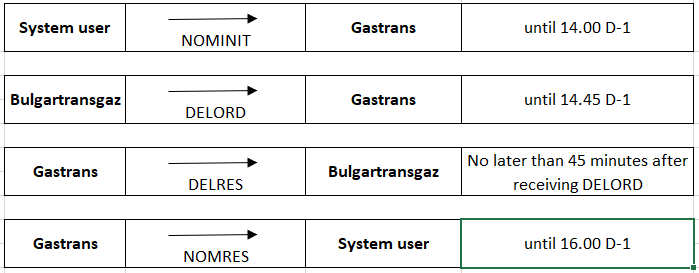 System user
NOMINIT
Gastrans
until 14.00 D-1
Bulgartransgaz
DELORD
Gastrans
until 14.45 D-1
Gastrans
DELRES
Bulgartransgaz
No later than 45 minutes after
receiving DELORD
Gastrans
NOMRES
System user
until 16.00 D-1